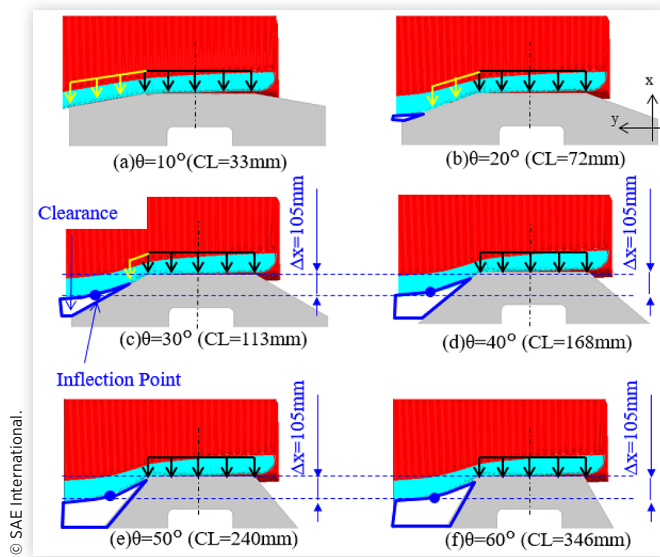 (a)θ=10°(CL=33mm)
x
y
(b)θ=20° (CL=72mm)
Clearance
Δx=105mm
Δx=105mm
(c)θ=30° (CL=113mm)
(d)θ=40° (CL=168mm)
Inflection Point
Δx=105mm
Δx=105mm
(e)θ=50° (CL=240mm)
(f)θ=60° (CL=346mm)
© SAE International.